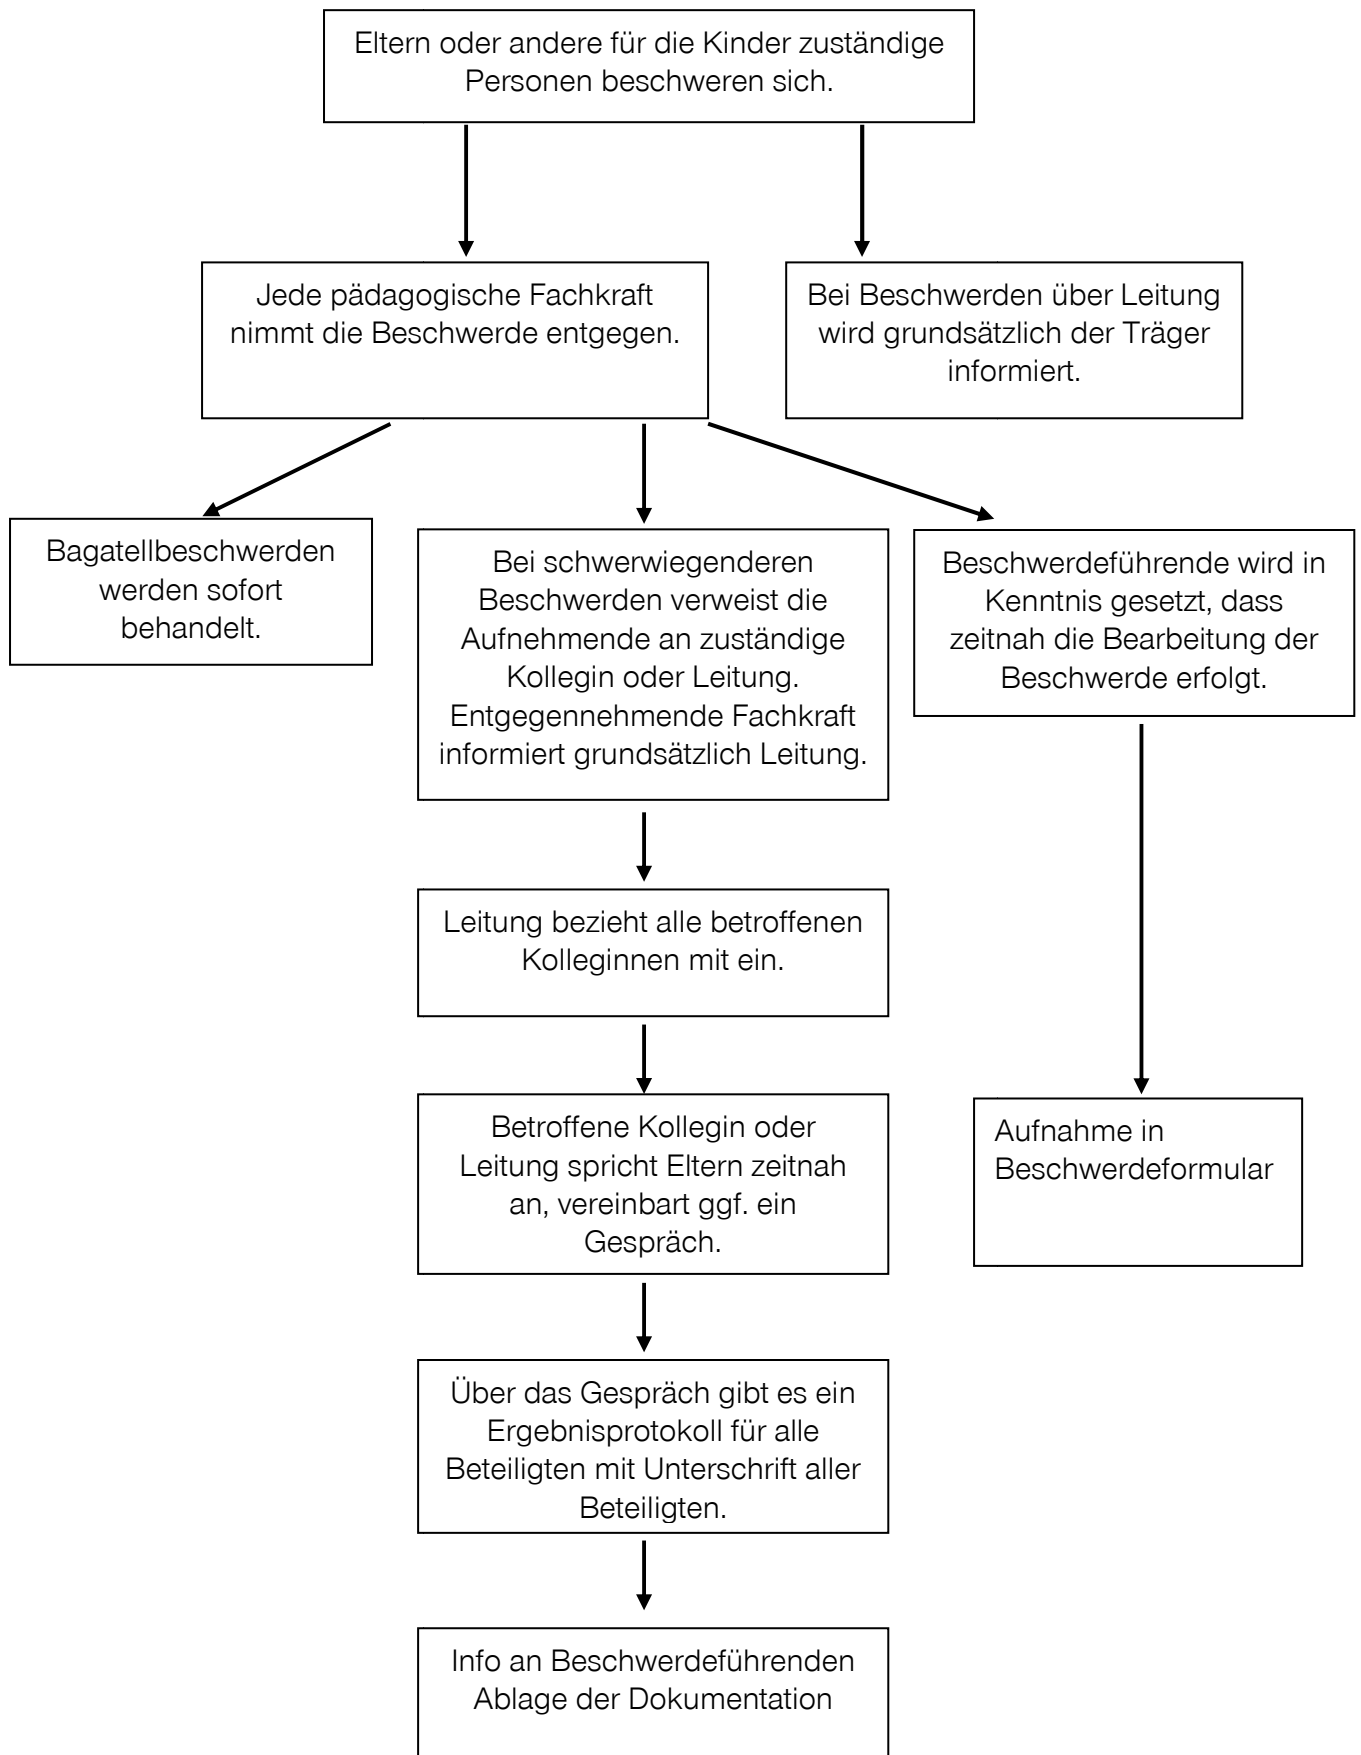 Eltern oder andere für die Kinder zuständige
Personen beschweren sich.
Jede pädagogische Fachkraft
nimmt die Beschwerde entgegen.
Bei Beschwerden über Leitung
wird grundsätzlich der Träger
informiert.
Bagatellbeschwerden
werden sofort
behandelt.
Bei schwerwiegenderen
Beschwerden verweist die
Aufnehmende an zuständige
Kollegin oder Leitung.
Entgegennehmende Fachkraft
informiert grundsätzlich Leitung.
Beschwerdeführende wird in
Kenntnis gesetzt, dass
zeitnah die Bearbeitung der
Beschwerde erfolgt.
Leitung bezieht alle betroffenen
Kolleginnen mit ein.
Betroffene Kollegin oder
Leitung spricht Eltern zeitnah
an, vereinbart ggf. ein
Gespräch.
Aufnahme in
Beschwerdeformular
Über das Gespräch gibt es ein
Ergebnisprotokoll für alle
Beteiligten mit Unterschrift aller
Beteiligten.
Info an Beschwerdeführenden
Ablage der Dokumentation